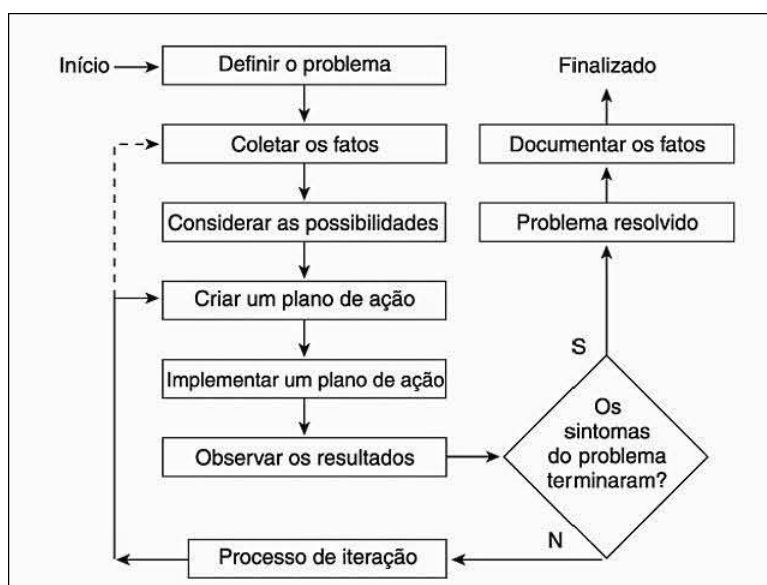 Início
Definir o problema
Coletar os fatos
Considerar as possibilidades
Criar um plano de ação
Implementar um plano de ação
Observar os resultados
Os
sintomas
do problema
terminaram?
S
Problema resolvido
Documentar os fatos
Finalizado
N
Processo de iteração